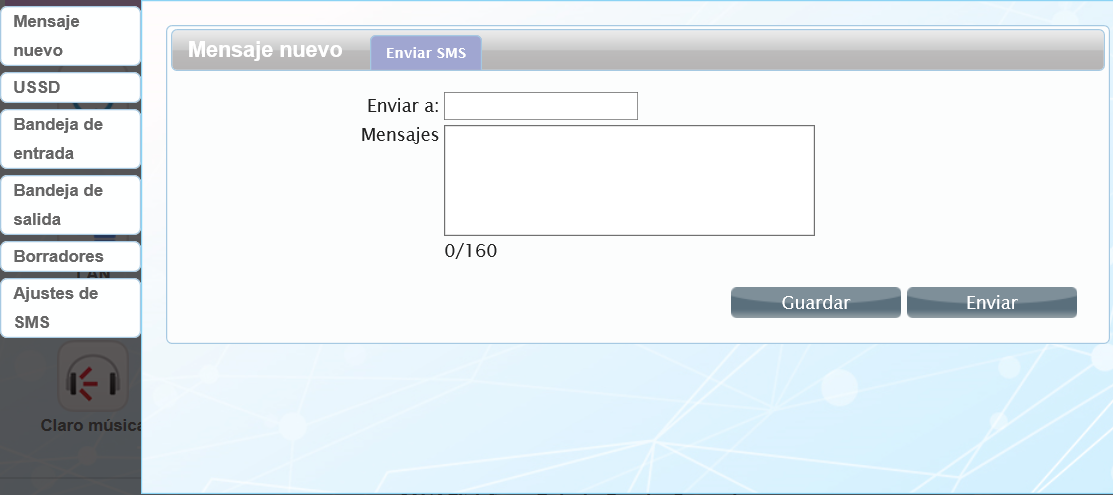 Mensaje
nuevo
USSD
Bandeja de
entrada
Bandeja de
salida
Borradores
LAN
Ajustes de
SMS
Claro música
Mensaje nuevo
Enviar SMS
Enviar a:
Mensajes
0/160
Guardar
Enviar